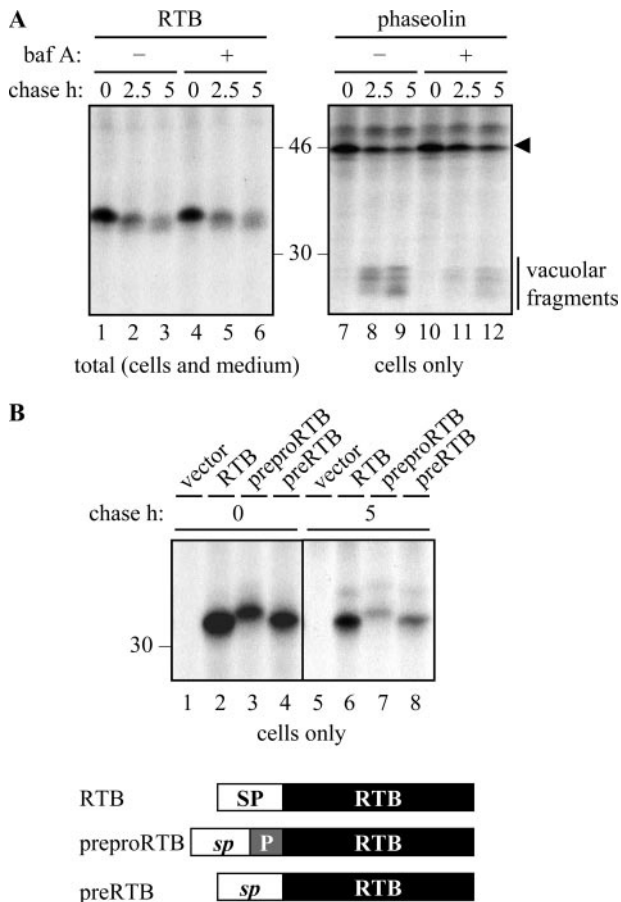 A
RTB phaseolin
baf A: − + − +
chase h: 0 2.5 5 0 2.5 5 0 2.5 5 0 2.5 5
46
30
vacuolar
fragments
1 2 3 4 5 6 7 8 9 10 11 12
total (cells and medium) cells only
B
vector RTB preproRTB preRTB vector RTB preproRTB preRTB
chase h: 0 5
30
1 2 3 4 5 6 7 8
cells only
RTB SP RTB
preproRTB sp P RTB
preRTB sp RTB